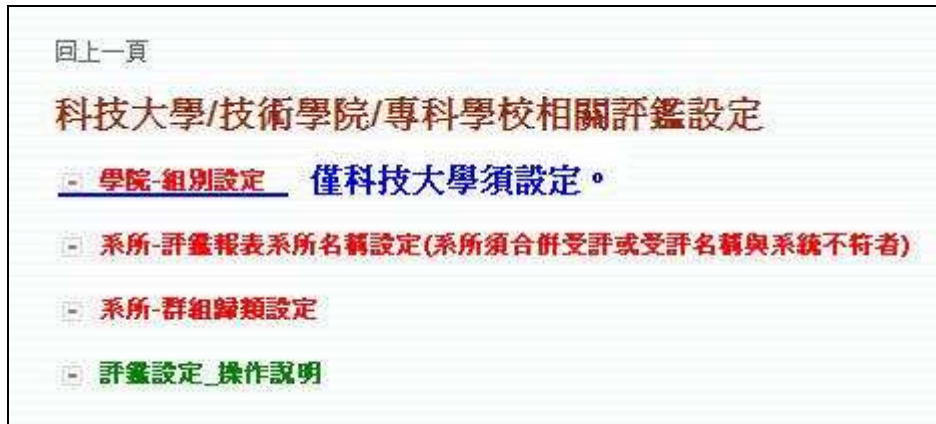 回上一頁
科技大學/技術學院/專科學校相關評鑑設定
學院-組別設定 僅科技大學須設定。
系所-評鑑報表系所名稱設定(系所須合併受評或受評名稱與系統不符者)
系所-群組歸類設定
評鑑設定_操作說明